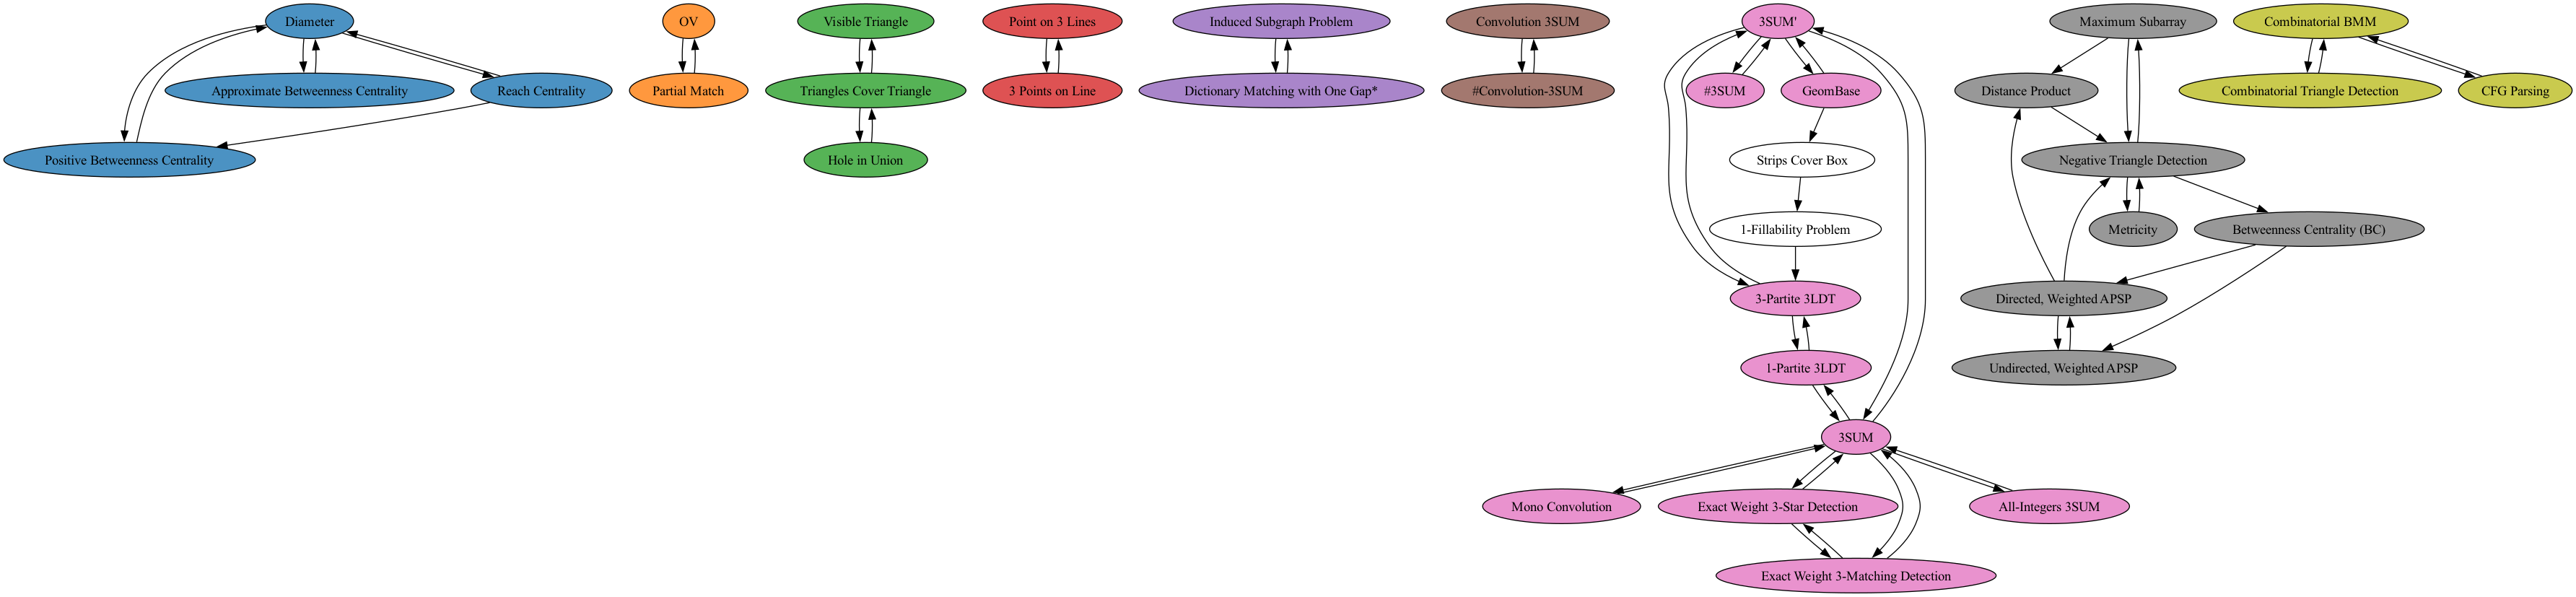 Diameter
Approximate Betweenness Centrality
Reach Centrality
Positive Betweenness Centrality
OV
Partial Match
Visible Triangle
Triangles Cover Triangle
Hole in Union
Point on 3 Lines
3 Points on Line
Induced Subgraph Problem
Dictionary Matching with One Gap*
Convolution 3SUM
#Convolution-3SUM
3SUM'
#3SUM
GeomBase
Strips Cover Box
1-Fillability Problem
3-Partite 3LDT
1-Partite 3LDT
3SUM
Mono Convolution
Exact Weight 3-Star Detection
All-Integers 3SUM
Exact Weight 3-Matching Detection
Maximum Subarray
Distance Product
Negative Triangle Detection
Metricity
Betweenness Centrality (BC)
Directed, Weighted APSP
Undirected, Weighted APSP
Combinatorial BMM
Combinatorial Triangle Detection
CFG Parsing